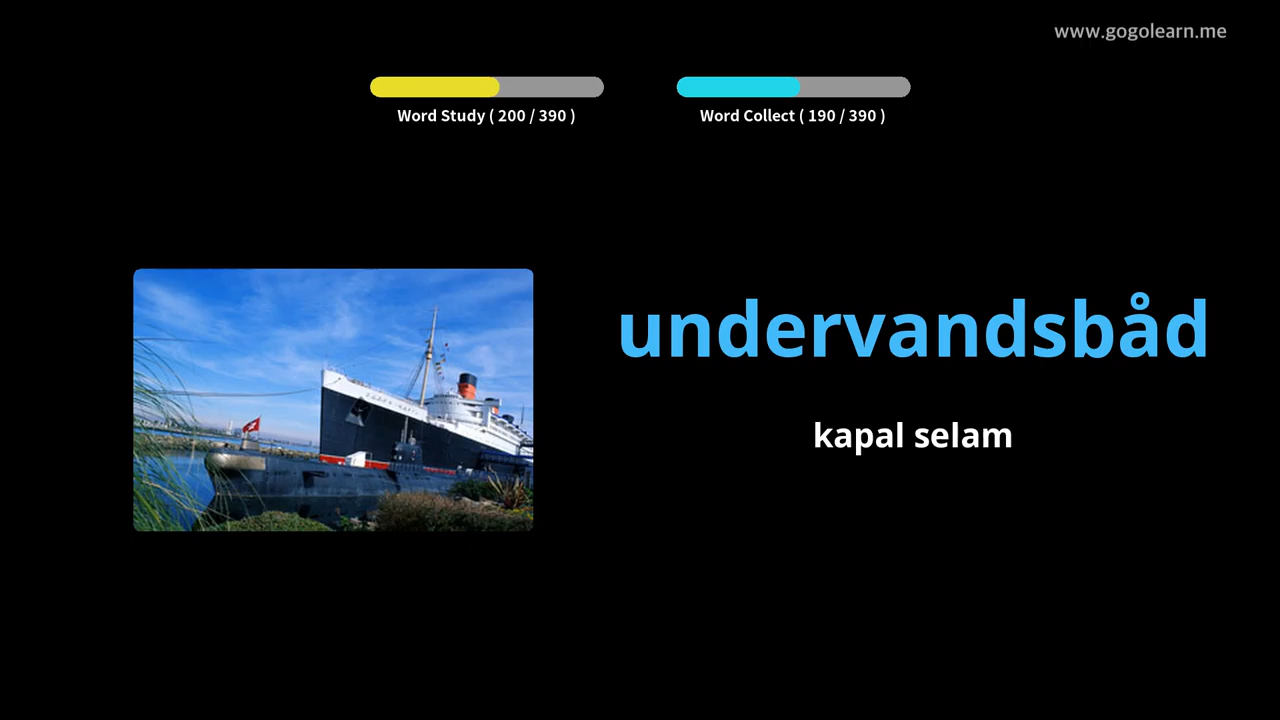 www.gogolearn.me
Word Study ( 200 / 390 )
Word Collect ( 190 / 390 )
undervandsbåd
kapal selam